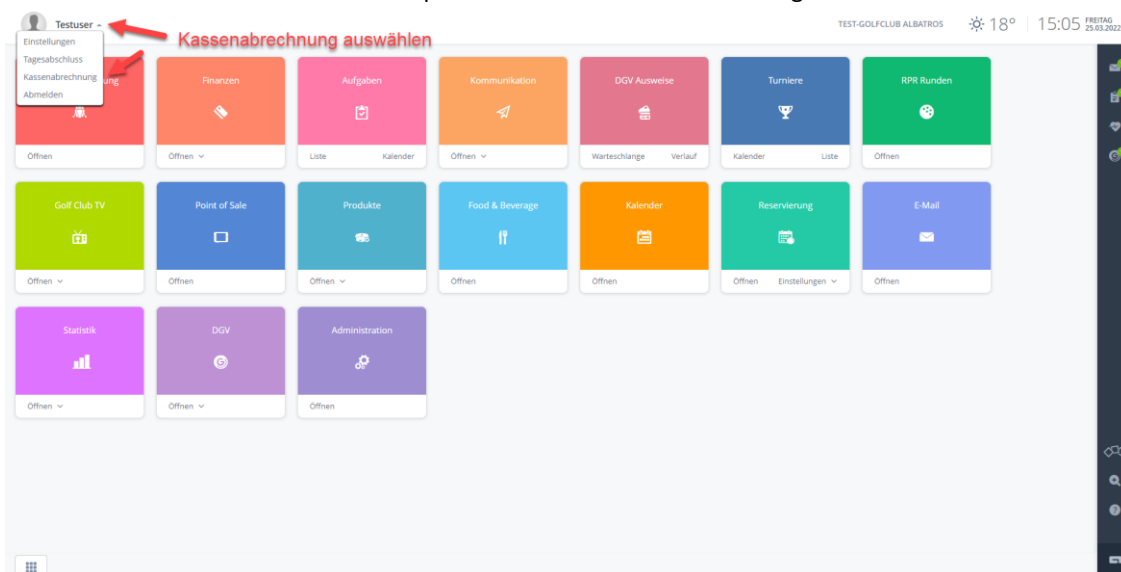 Testuser
TEST-GOLFCLUB ALBATROS
18°
15:05
FREITAG
25.03.2022
Kassenabrechnung auswählen
Einstellungen
Tagesabschluss
Kassenabrechnung
Abmelden
Finanzen
Aufgaben
Kommunikation
DGV Ausweise
Turniere
RPR Runden
Öffnen
Öffnen
Liste
Kalender
Öffnen
Warteschlange
Verlauf
Kalender
Liste
Öffnen
Golf Club TV
Point of Sale
Produkte
Food & Beverage
Kalender
Reservierung
E-Mail
Öffnen
Öffnen
Öffnen
Öffnen
Öffnen
Öffnen
Einstellungen
Öffnen
Statistik
DGV
Administration
Öffnen
Öffnen
Öffnen